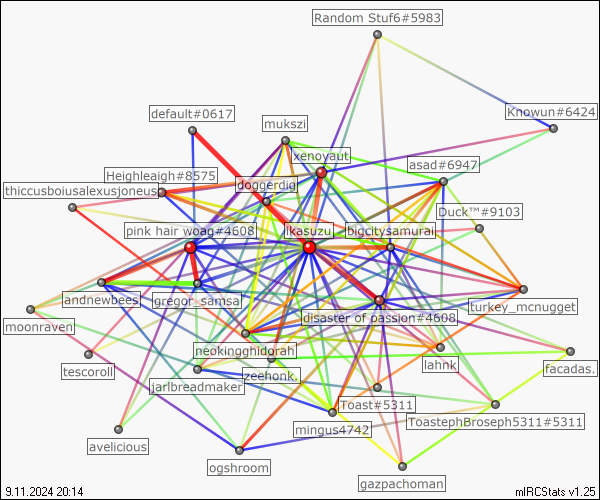 Random Stuf6#5983
default#0617
Knowun#6424
mukszi
xenoyaut
asad#6947
Heighleaigh#8575
doggerdig
thiccusboiusalexusjoneus
Duck™#9103
pink hair woag#4608
likasuzu
bigcitysamurai
andnewbees
gregor_samsa
turkey_mcnugget
disaster of passion#4608
moonraven
neokingghidorah
lahnk
tescoroll
zeehonk.
facadas.
jarlbreadmaker
Toast#5311
ToastephBroseph5311#5311
mingus4742
avelicious
ogshroom
gazpachoman
9.11.2024 20:14
mIRCStats v1.25